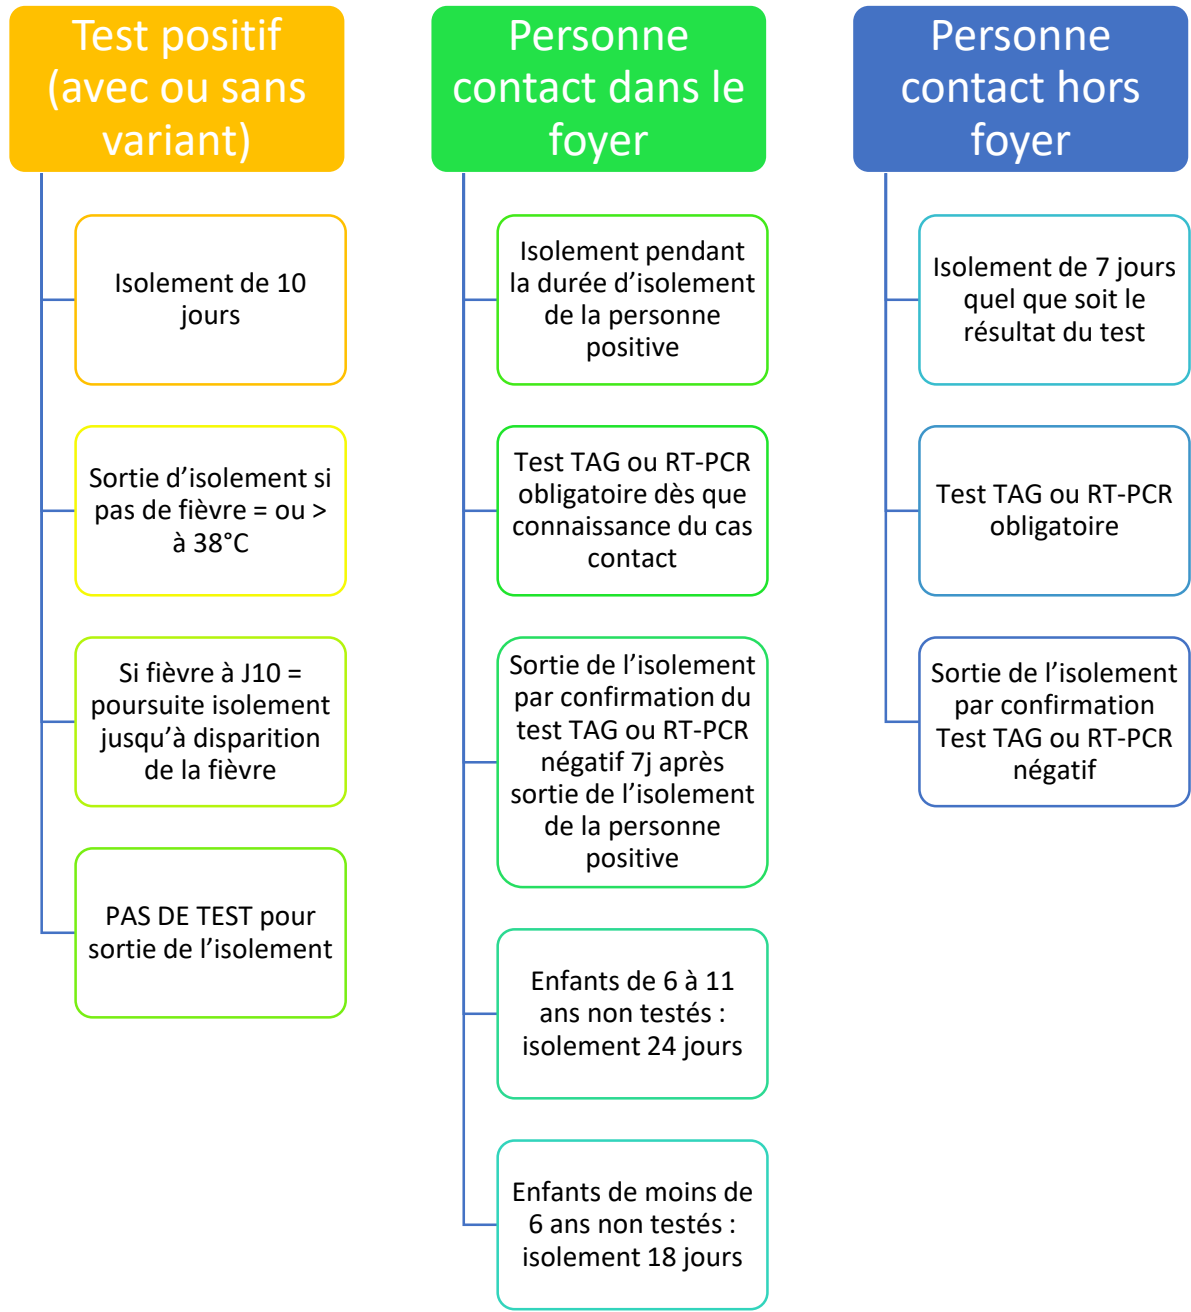 Test positif
(avec ou sans
variant)
Isolement de 10
jours
Sortie d’isolement si
pas de fièvre = ou >
à 38°C
Si fièvre à J10 =
poursuite isolement
jusqu’à disparition
de la fièvre
PAS DE TEST pour
sortie de l’isolement
Personne
contact dans le
foyer
Isolement pendant
la durée d’isolement
de la personne
positive
Test TAG ou RT-PCR
obligatoire dès que
connaissance du cas
contact
Sortie de l’isolement
par confirmation du
test TAG ou RT-PCR
négatif 7j après
sortie de l’isolement
de la personne
positive
Enfants de 6 à 11
ans non testés :
isolement 24 jours
Enfants de moins de
6 ans non testés :
isolement 18 jours
Personne
contact hors
foyer
Isolement de 7 jours
quel que soit le
résultat du test
Test TAG ou RT-PCR
obligatoire
Sortie de l’isolement
par confirmation
Test TAG ou RT-PCR
négatif